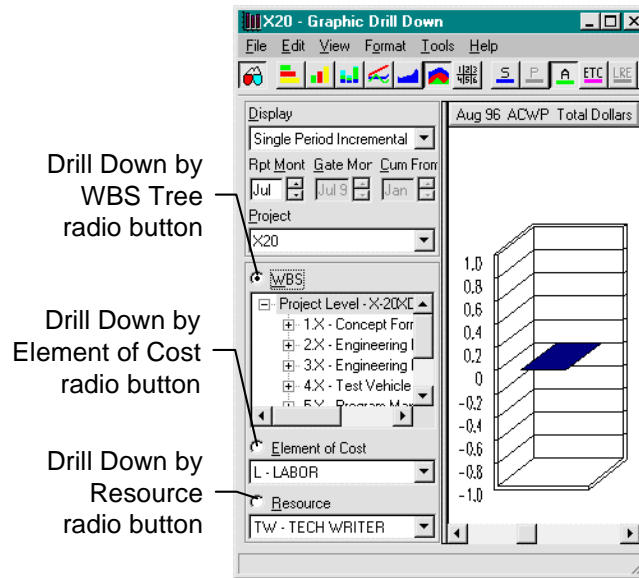 X20 - Graphic Drill Down
File Edit View Format Tools Help
S P A ETC LRE
Display
Single Period Incremental
Rpt Mont Gate Mor Cum From
Jul Jul 9 Jan
Project
X20
WBS
Project Level - X-20XD
1.X - Concept Forr
2.X - Engineering
3.X - Engineering
4.X - Test Vehicle
5.X - Program Mar
Element of Cost
L - LABOR
Resource
TW - TECH WRITER
Aug 96 ACWP Total Dollars
1.0
0.8
0.6
0.4
0.2
0
-0.2
-0.4
-0.6
-0.8
-1.0
Drill Down by
WBS Tree
radio button
Drill Down by
Element of Cost
radio button
Drill Down by
Resource
radio button